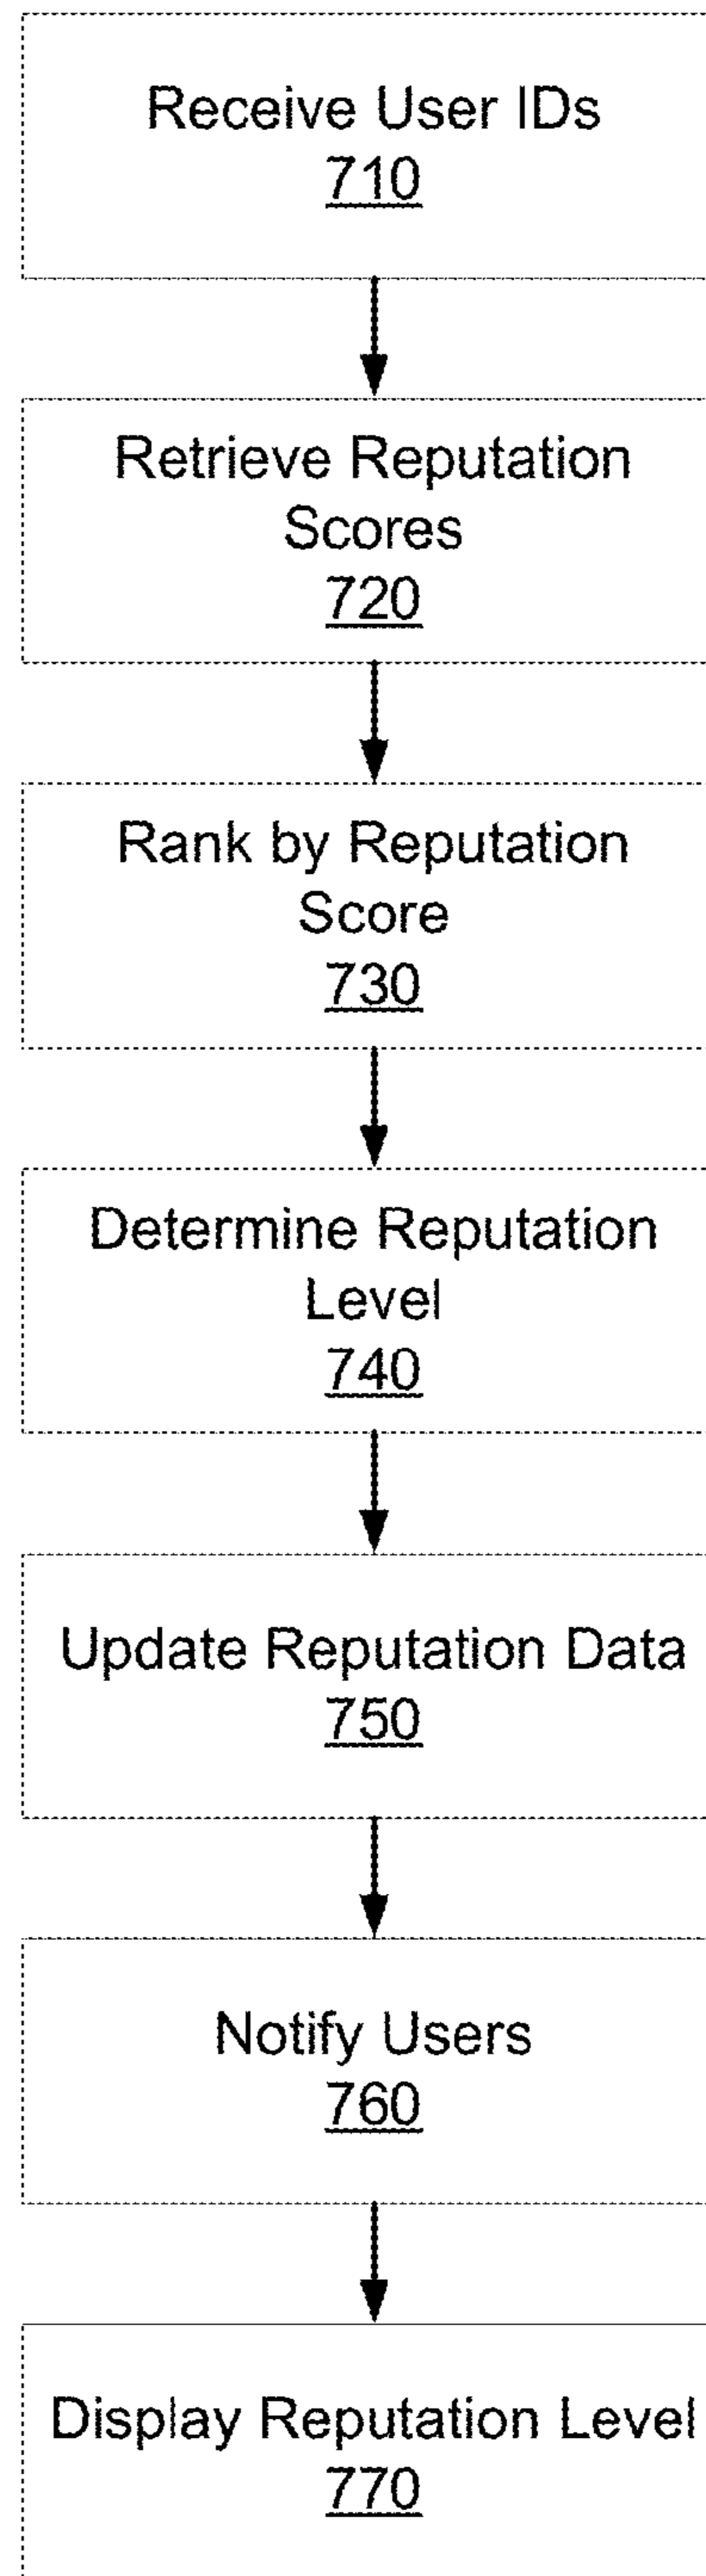 Receive User IDs
710
Retrieve Reputation
Scores
720
Rank by Reputation
Score
730
Determine Reputation
Level
740
Update Reputation Data
750
Notify Users
760
Display Reputation Level
770